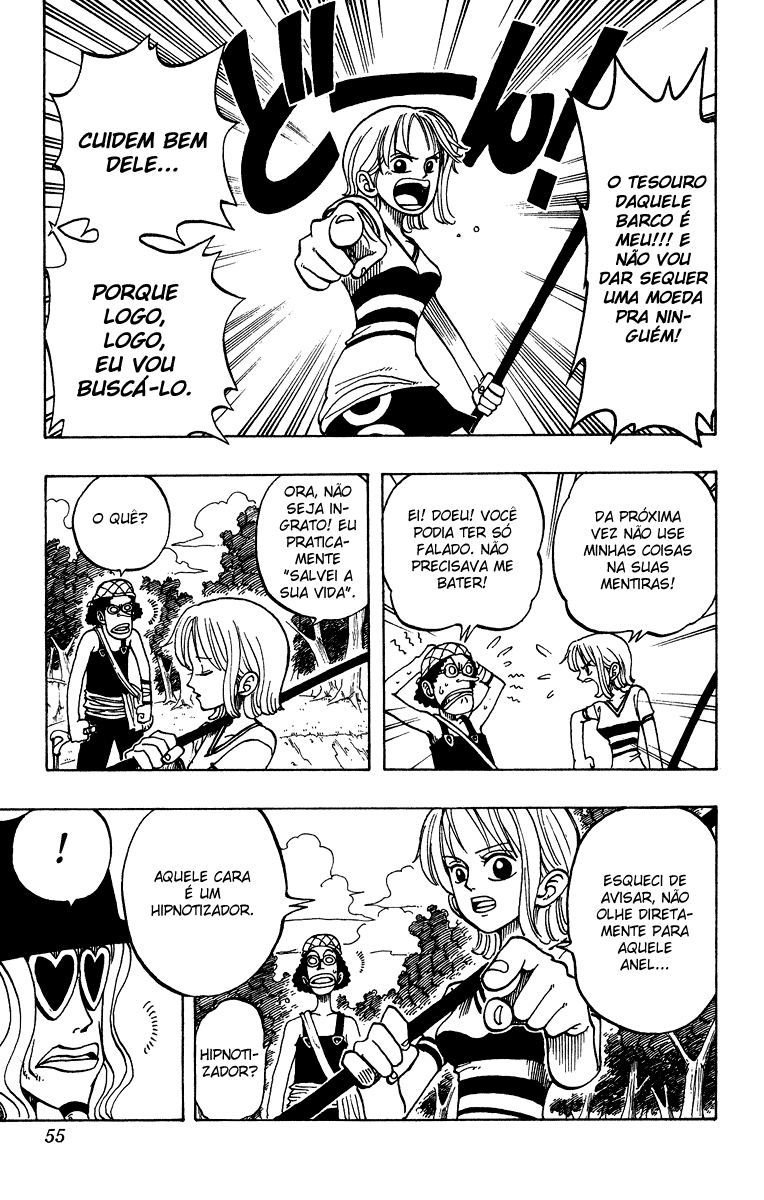 O TESOURO
DAQUELE
BARCO É
MEU!!! E
NÃO VOU
DAR SEQUER
UMA MOEDA
PRA NIN-
GUÉM!
どーん!
CUIDEM BEM
DELE...
PORQUE
LOGO,
LOGO,
EU VOU
BUSCÁ-LO.
DA PRÓXIMA
VEZ NÃO USE
MINHAS COISAS
NA SUAS
MENTIRAS!
EI! DOEU! VOCÊ
PODIA TER SÓ
FALADO. NÃO
PRECISAVA ME
BATER!
ORA, NÃO
SEJA IN-
GRATO! EU
PRATICA-
MENTE
"SALVEI A
SUA VIDA".
O QUÊ?
ESQUECI DE
AVISAR, NÃO
OLHE DIRETA-
MENTE PARA
AQUELE
ANEL...
AQUELE CARA
É UM
HIPNOTIZADOR.
HIPNOTI-
ZADOR?
!
55